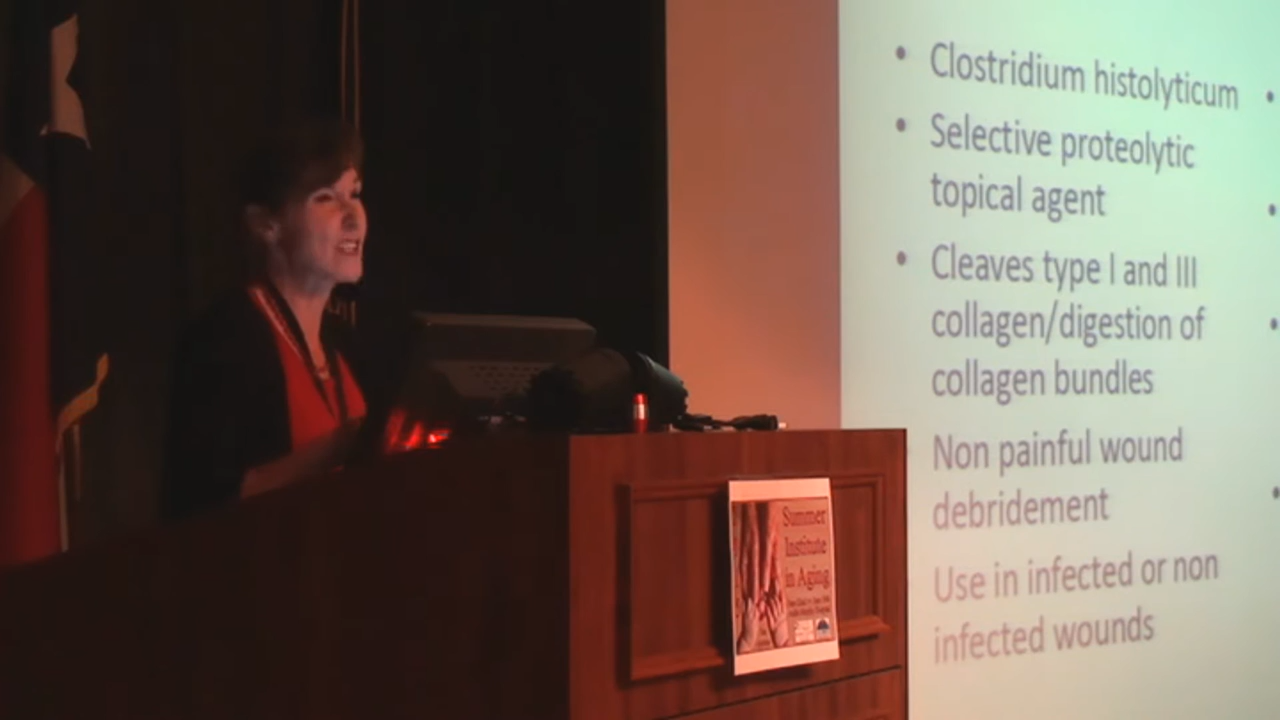 • Clostridium histolyticum
• Selective proteolytic
topical agent
• Cleaves type I and III
collagen/digestion of
collagen bundles
Non painful wound
debridement
Use in infected or non
infected wounds
Summer
Institute
in Aging